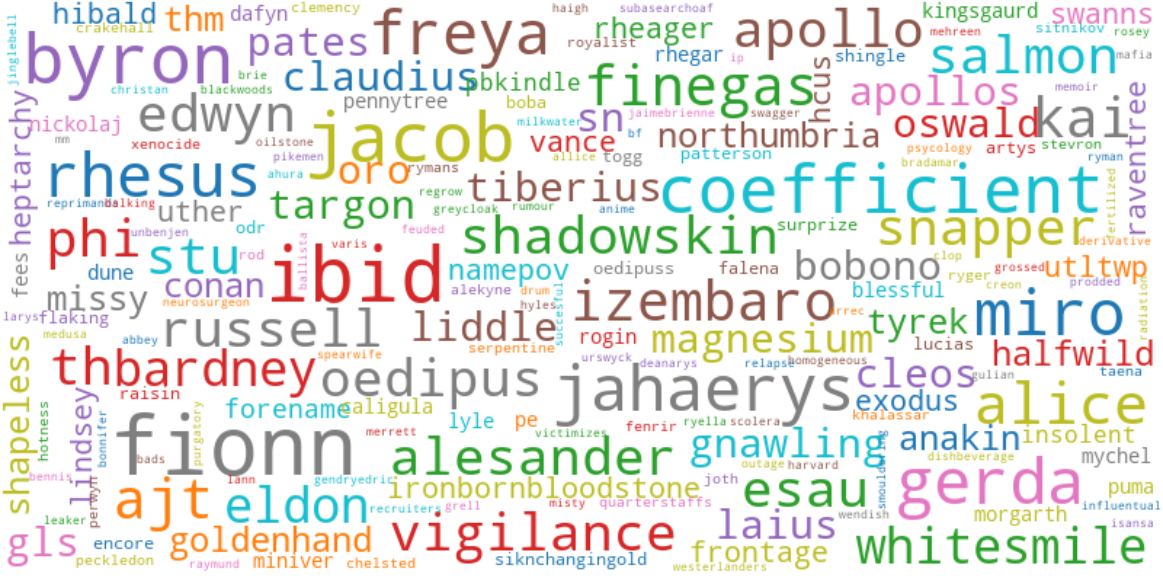 jinglebell
hibald
thm
dafyn
clemency
crakehall
byron
pates
freya
haigh
subasearchoaf
rheager
royalist
rhegar
ip
apollo
kingsgaurd
swanns
mehreen
sitnikov
rosey
shingle
salmon
mafia
brie
christan
blackwoods
claudius
pbkindle
finegas
hcus
apollos
memoir
heptarchy
nickolaj
mm
edwyn
pennytree
boba
milkwater
sn
jaimebrienne
swagger
oswald
kai
raventree
xenocide
oilstone
jacob
vance
bf
northumbria
psycology
artys
stevron
pikemen
allice
togg
patterson
bradamar
ryman
rhesus
ahura
oro
rymans
tiberius
coefficient
fertilized
reprimands
balking
uther
targon
regrow
greycloak
rumour
anime
phi
unbenjen
odr
feuded
shadowskin
surprize
snapper
derivative
stu
rod
ballista
varis
fees
dune
conan
ibid
namepov
oedipuss
falena
bobono
clop
ryger
grossed
creon
utltwp
prodded
missy
neurosurgeon
alekyne
drum
hyles
succesful
izembaro
blessful
arrec
miro
radiation
larys
flaking
medusa
abbey
russell
liddle
serpentine
rogin
magnesium
tyrek
lucias
halfwild
shapeless
thbardney
spearwife
urswyck
deanarys
relapse
homogeneous
cleos
gulian
taena
raisin
oedipus
jahaerys
exodus
alice
hotness
lindsey
bonnifer
forename
caligula
lyle
pe
fenrir
ryella
scolera
khalassar
purgatory
fionn
merrett
victimizes
gnawling
smouldering
anakin
insolent
bads
alesander
outage
harvard
dishbeverage
mychel
bennis
perwyn
lann
gendryedric
ironbornbloodstone
joth
esau
gerda
puma
ajt
eldon
recruiters
grell
misty
quarterstaffs
wendish
morgarth
influentual
isansa
leaker
gls
encore
goldenhand
vigilance
laius
whitesmile
peckledon
raymund
miniver
chelsted
siknchangingold
frontage
westerlanders